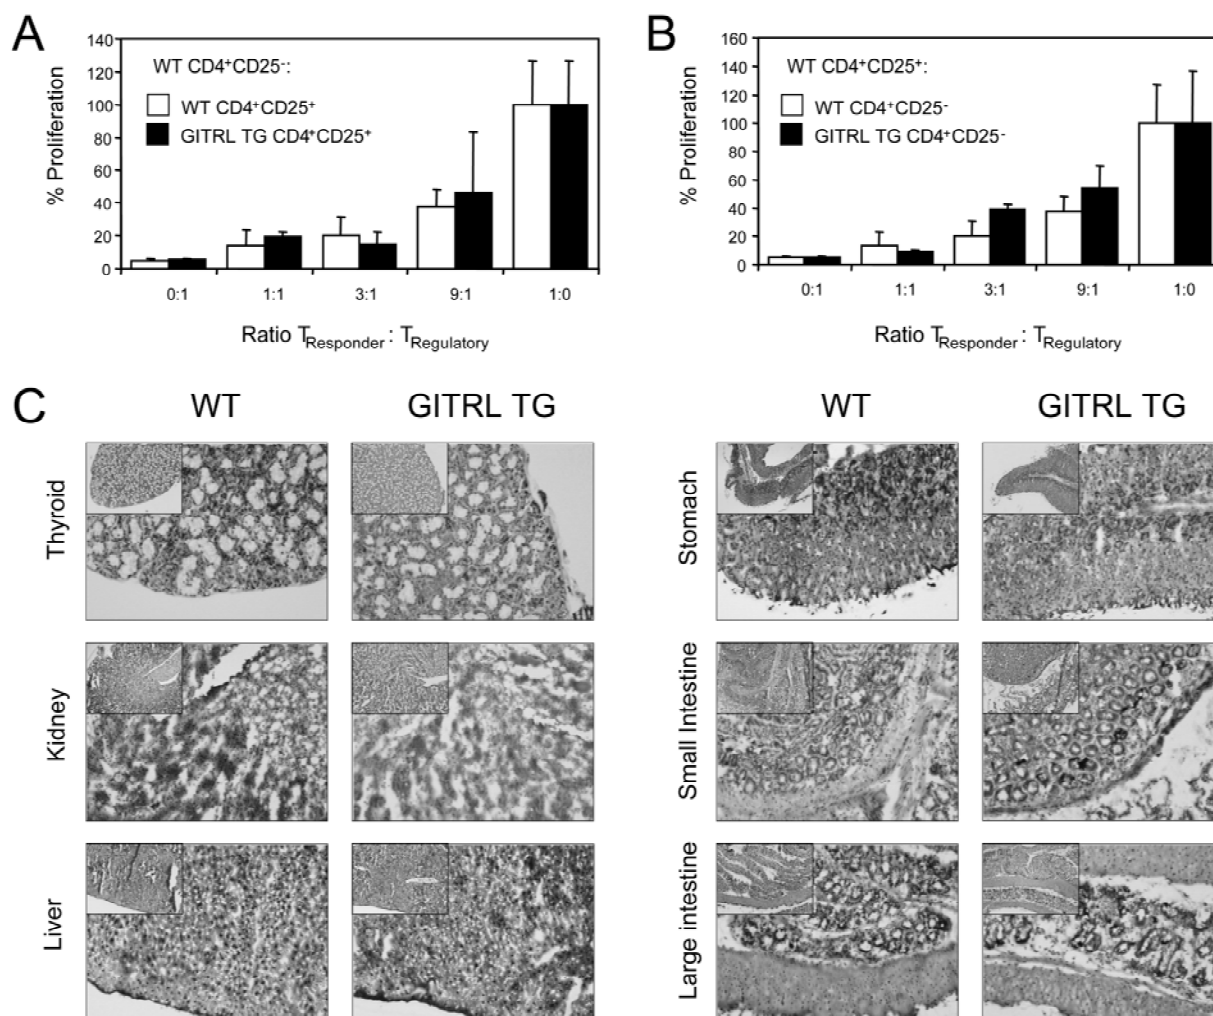 A
140
120
100
80
60
40
20
0
% Proliferation
WT CD4⁺CD25⁻:
WT CD4⁺CD25⁺
GITRL TG CD4⁺CD25⁺
0:1 1:1 3:1 9:1 1:0
Ratio T_Responder : T_Regulatory
B
160
140
120
100
80
60
40
20
0
% Proliferation
WT CD4⁺CD25⁺:
WT CD4⁺CD25⁻
GITRL TG CD4⁺CD25⁻
0:1 1:1 3:1 9:1 1:0
Ratio T_Responder : T_Regulatory
C
WT GITRL TG
Thyroid
Kidney
Liver
WT GITRL TG
Stomach
Small Intestine
Large intestine